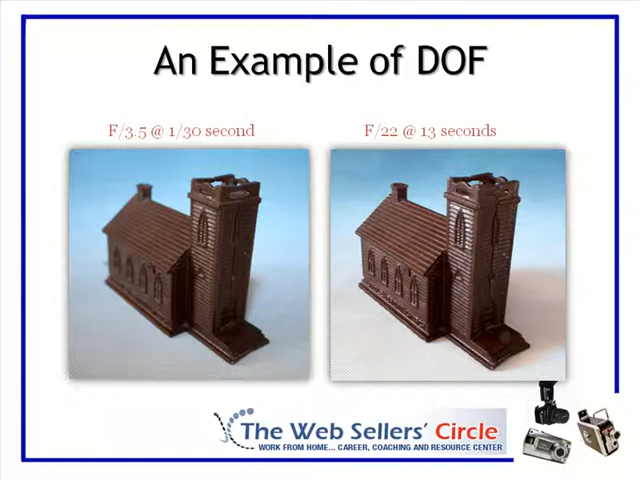 An Example of DOF
F/3.5 @ 1/30 second
F/22 @ 13 seconds
The Web Sellers' Circle
WORK FROM HOME... CAREER, COACHING AND RESOURCE CENTER